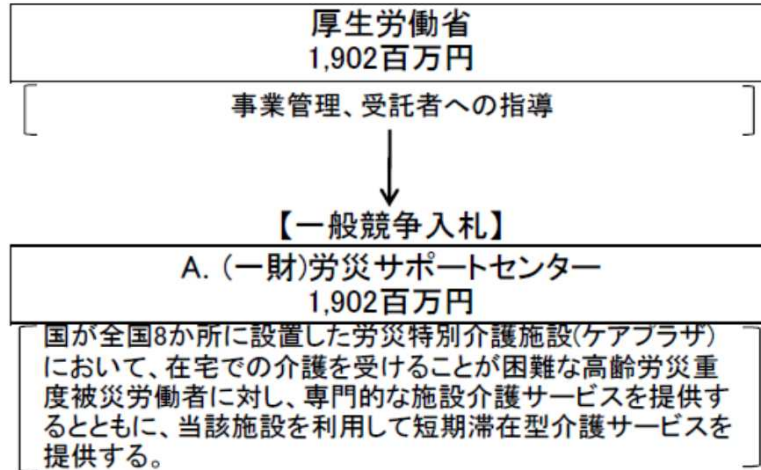 厚生労働省
1,902百万円
事業管理、受託者への指導
【一般競争入札】
A. (一財)労災サポートセンター
1,902百万円
国が全国8か所に設置した労災特別介護施設(ケアプラザ)
において、在宅での介護を受けることが困難な高齢労災重
度被災労働者に対し、専門的な施設介護サービスを提供す
るとともに、当該施設を利用して短期滞在型介護サービスを
提供する。